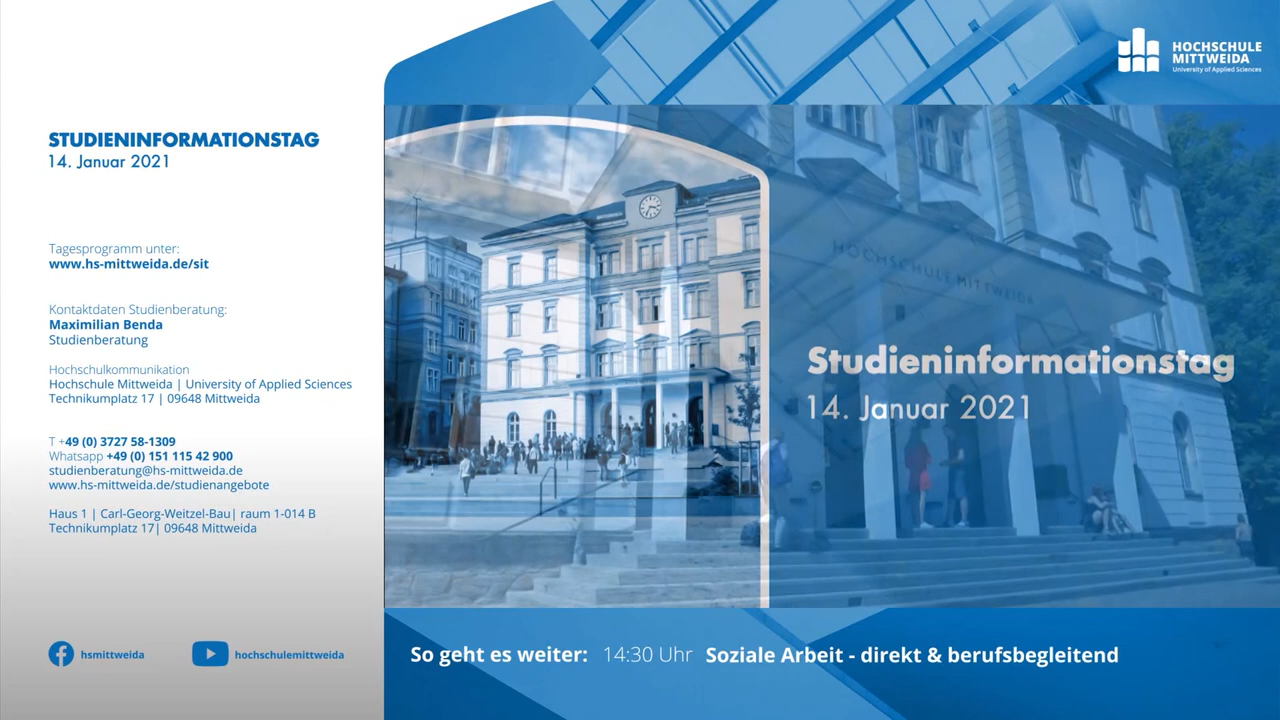 STUDIENINFORMATIONSTAG
14. Januar 2021
Tagesprogramm unter:
www.hs-mittweida.de/sit
Kontaktdaten Studienberatung:
Maximilian Benda
Studienberatung
Hochschulkommunikation
Hochschule Mittweida | University of Applied Sciences
Technikumplatz 17 | 09648 Mittweida
T +49 (0) 3727 58-1309
Whatsapp +49 (0) 151 115 42 900
studienberatung@hs-mittweida.de
www.hs-mittweida.de/studienangebote
Haus 1 | Carl-Georg-Weitzel-Bau| raum 1-014 B
Technikumplatz 17| 09648 Mittweida
hsmittweida
hochschulemittweida
HOCHSCHULE
MITTWEIDA
University of Applied Sciences
HOCHSCHULE MITTWEIDA
Studieninformationstag
14. Januar 2021
So geht es weiter: 14:30 Uhr Soziale Arbeit - direkt & berufsbegleitend